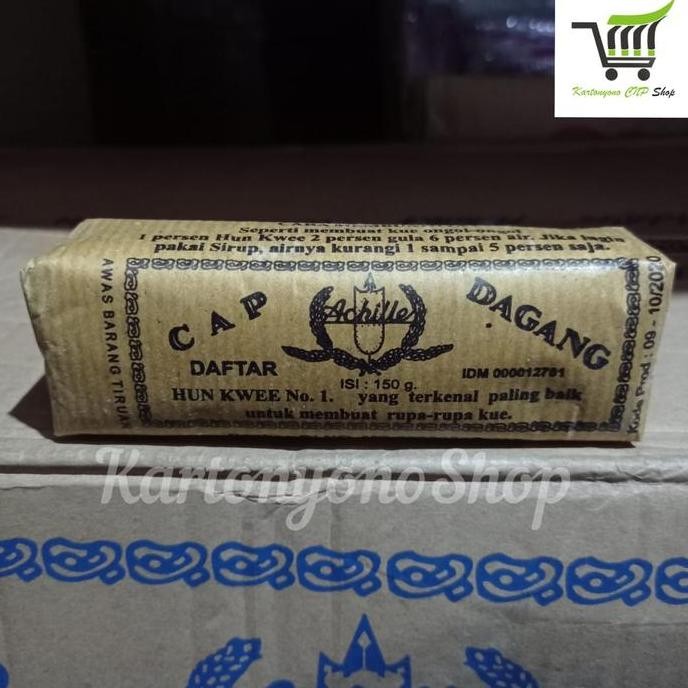 Kartonyono CNP Shop
Seperti membuat kue ongol-ongol
1 persen Hun Kwee 2 persen gula 6 persen air. Jika ingin
pakai Sirup, airnya kurangi 1 sampai 5 persen saja.
AWAS BARANG TIRUAN
CAP DAGANG
Achilles
DAFTAR
IDM 000012781
ISI : 150 g.
HUN KWEE No. 1. yang terkenal paling baik
untuk membuat rupa-rupa kue.
Kode Prod : 09 - 10/2020
KartonyonoShop